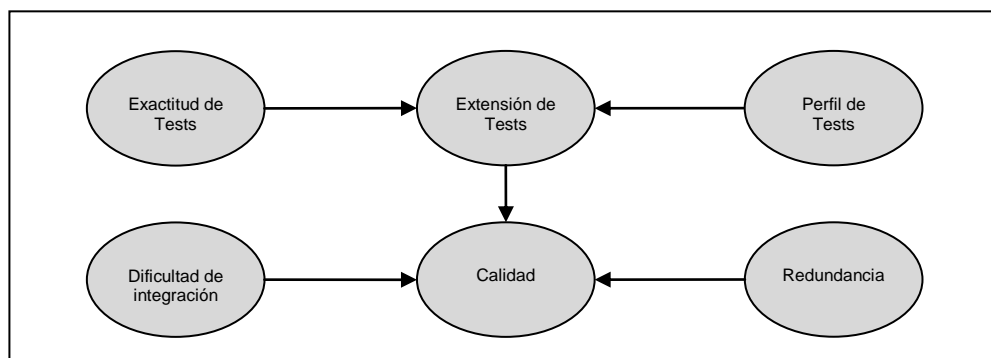 Exactitud de
Tests
Extensión de
Tests
Perfil de
Tests
Dificultad de
integración
Calidad
Redundancia